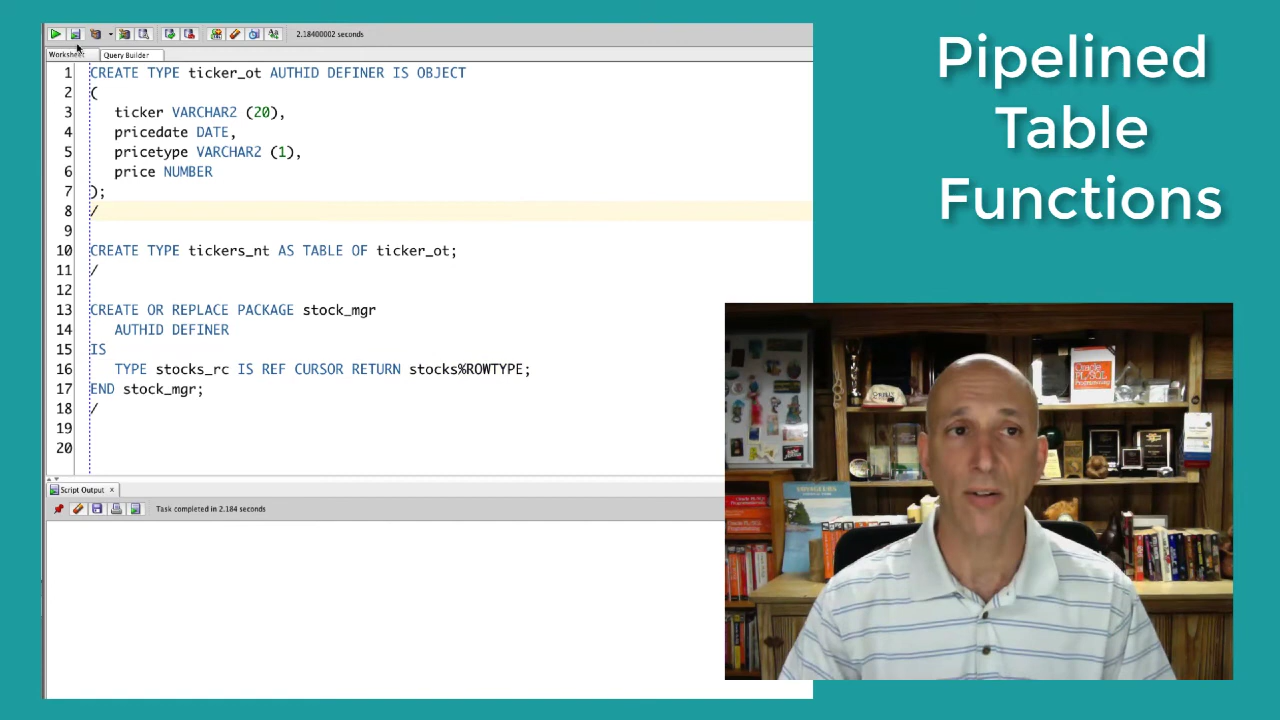 2.18400002 seconds
Worksheet
Query Builder
1 CREATE TYPE ticker_ot AUTHID DEFINER IS OBJECT
2 (
3 ticker VARCHAR2 (20),
4 pricedate DATE,
5 pricetype VARCHAR2 (1),
6 price NUMBER
7 );
8 /
9
10 CREATE TYPE tickers_nt AS TABLE OF ticker_ot;
11 /
12
13 CREATE OR REPLACE PACKAGE stock_mgr
14 AUTHID DEFINER
15 IS
16 TYPE stocks_rc IS REF CURSOR RETURN stocks%ROWTYPE;
17 END stock_mgr;
18 /
19
20
Script Output x
Task completed in 2.184 seconds
Pipelined
Table
Functions
Oracle
PL/SQL
Programming